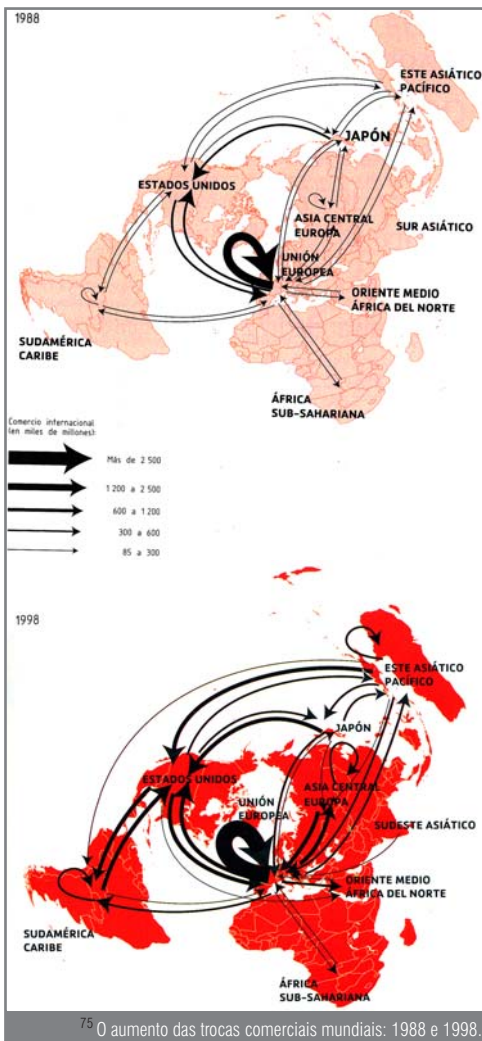 1988
ESTE ASIÁTICO
PACÍFICO
JAPÓN
ESTADOS UNIDOS
ASIA CENTRAL
EUROPA
SUR ASIÁTICO
UNIÓN
EUROPEA
ORIENTE MEDIO
ÁFRICA DEL NORTE
SUDAMÉRICA
CARIBE
ÁFRICA
SUB-SAHARIANA
Comercio internacional
(en miles de millones):
Más de 2 500
1 200 a 2 500
600 a 1 200
300 a 600
85 a 300
1998
ESTE ASIÁTICO
PACÍFICO
JAPÓN
ESTADOS UNIDOS
UNIÓN
EUROPEA
ASIA CENTRAL
EUROPA
SUDESTE ASIÁTICO
ORIENTE MEDIO
ÁFRICA DEL NORTE
SUDAMÉRICA
CARIBE
ÁFRICA
SUB-SAHARIANA
75 O aumento das trocas comerciais mundiais: 1988 e 1998.